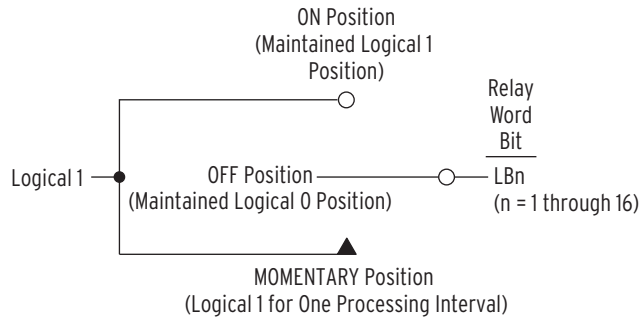 ON Position
(Maintained Logical 1
Position)
Relay
Word
Bit
Logical 1
OFF Position
(Maintained Logical 0 Position)
LBn
(n = 1 through 16)
MOMENTARY Position
(Logical 1 for One Processing Interval)